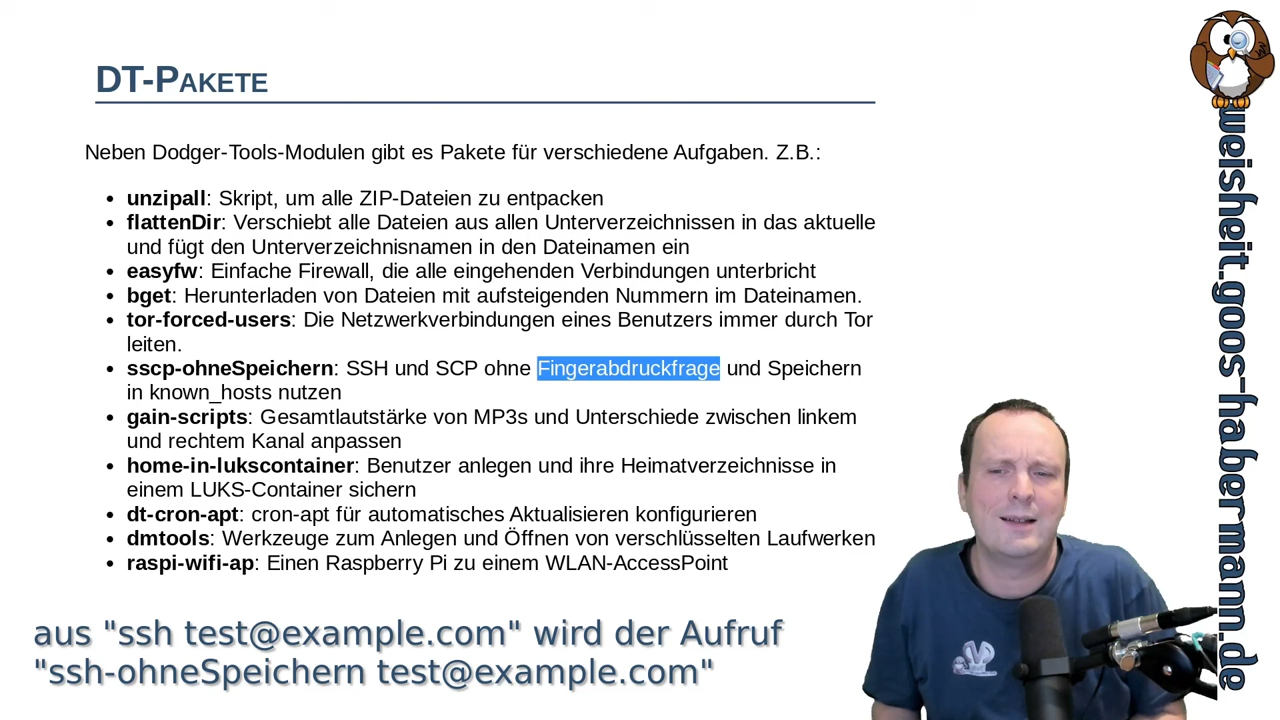 DT-PAKETE
Neben Dodger-Tools-Modulen gibt es Pakete für verschiedene Aufgaben. Z.B.:
• unzipall: Skript, um alle ZIP-Dateien zu entpacken
• flattenDir: Verschiebt alle Dateien aus allen Unterverzeichnissen in das aktuelle
und fügt den Unterverzeichnisnamen in den Dateinamen ein
• easyfw: Einfache Firewall, die alle eingehenden Verbindungen unterbricht
• bget: Herunterladen von Dateien mit aufsteigenden Nummern im Dateinamen.
• tor-forced-users: Die Netzwerkverbindungen eines Benutzers immer durch Tor
leiten.
• sscp-ohneSpeichern: SSH und SCP ohne Fingerabdruckfrage und Speichern
in known_hosts nutzen
• gain-scripts: Gesamtlautstärke von MP3s und Unterschiede zwischen linkem
und rechtem Kanal anpassen
• home-in-lukscontainer: Benutzer anlegen und ihre Heimatverzeichnisse in
einem LUKS-Container sichern
• dt-cron-apt: cron-apt für automatisches Aktualisieren konfigurieren
• dmtools: Werkzeuge zum Anlegen und Öffnen von verschlüsselten Laufwerken
• raspi-wifi-ap: Einen Raspberry Pi zu einem WLAN-AccessPoint
aus "ssh test@example.com" wird der Aufruf
"ssh-ohneSpeichern test@example.com"
weisheit.goos-habermann.de